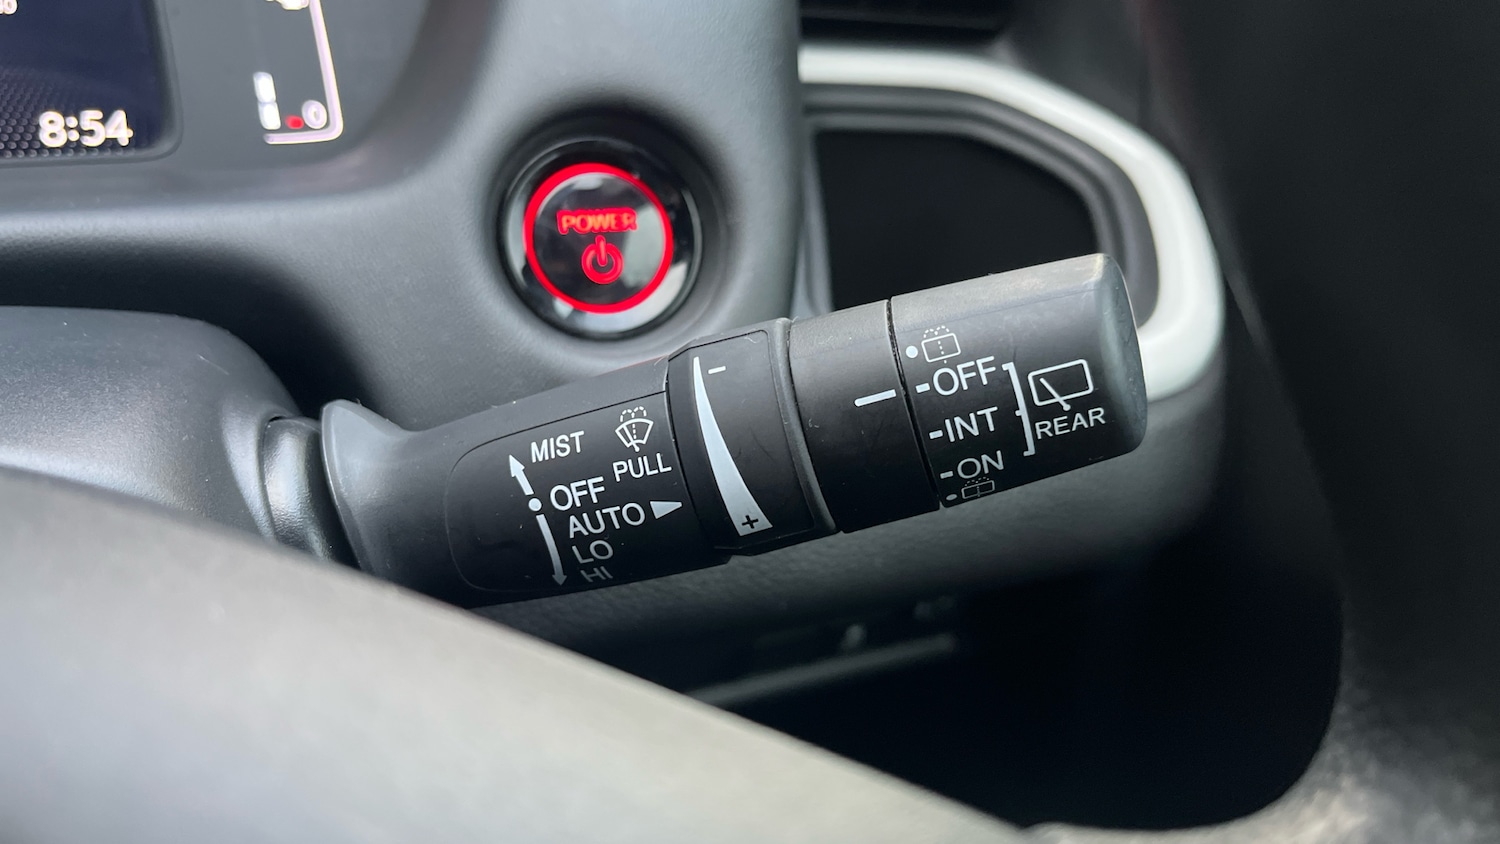 8:54
POWER
MIST
PULL
OFF
AUTO
LO
HI
-
+
OFF
INT
ON
REAR